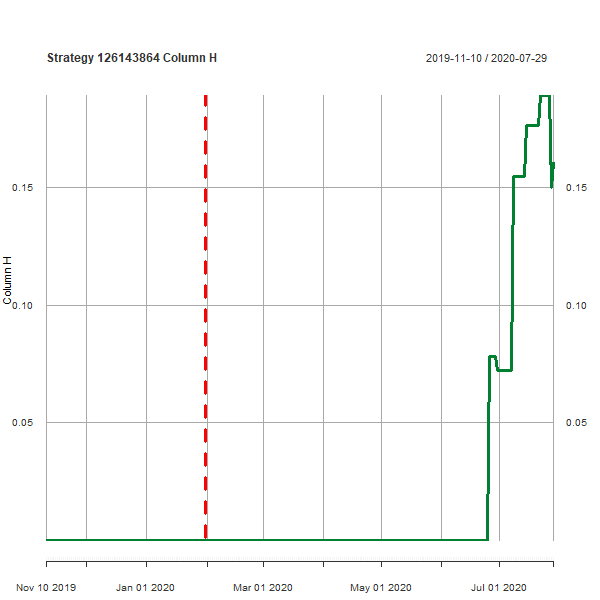 Strategy 126143864 Column H
2019-11-10 / 2020-07-29
Column H
0.15
0.15
0.10
0.10
0.05
0.05
Nov 10 2019
Jan 01 2020
Mar 01 2020
May 01 2020
Jul 01 2020